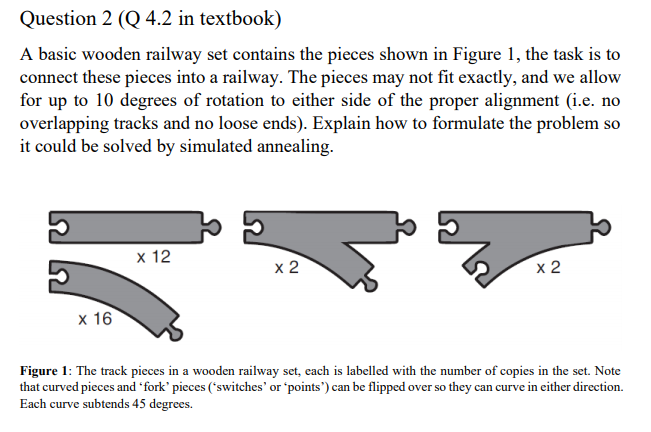 Question 2 (Q 4.2 in textbook)
A basic wooden railway set contains the pieces shown in Figure 1, the task is to
connect these pieces into a railway. The pieces may not fit exactly, and we allow
for up to 10 degrees of rotation to either side of the proper alignment (i.e. no
overlapping tracks and no loose ends). Explain how to formulate the problem so
it could be solved by simulated annealing.
x 12
x 2
x 2
x 16
Figure 1: The track pieces in a wooden railway set, each is labelled with the number of copies in the set. Note
that curved pieces and ‘fork’ pieces (‘switches’ or ‘points’) can be flipped over so they can curve in either direction.
Each curve subtends 45 degrees.